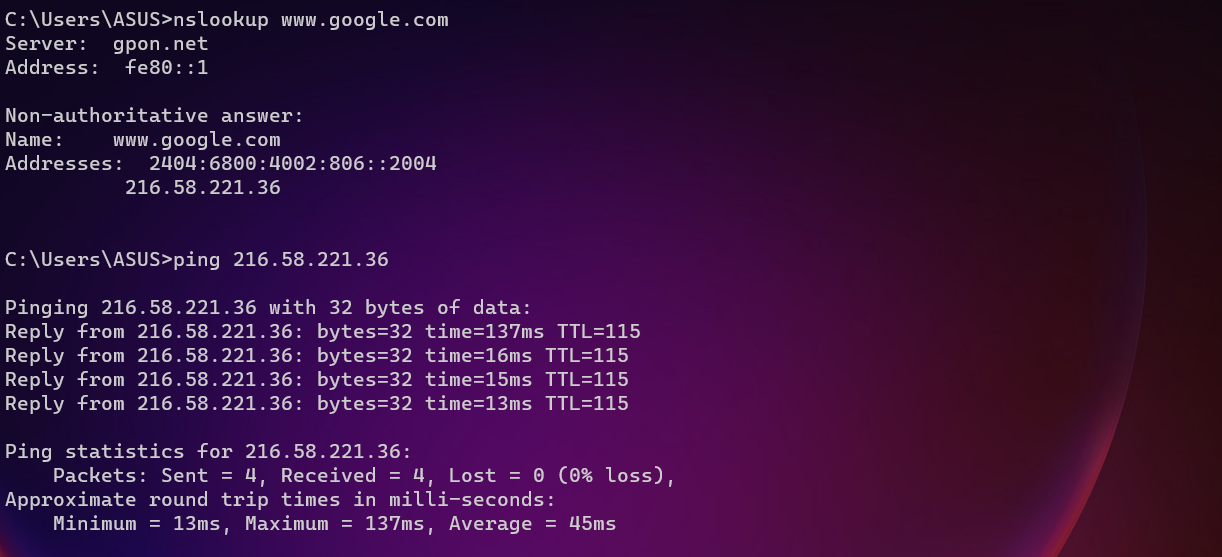 C:\Users\ASUS>nslookup www.google.com
Server:  gpon.net
Address:  fe80::1

Non-authoritative answer:
Name:    www.google.com
Addresses:  2404:6800:4002:806::2004
          216.58.221.36


C:\Users\ASUS>ping 216.58.221.36

Pinging 216.58.221.36 with 32 bytes of data:
Reply from 216.58.221.36: bytes=32 time=137ms TTL=115
Reply from 216.58.221.36: bytes=32 time=16ms TTL=115
Reply from 216.58.221.36: bytes=32 time=15ms TTL=115
Reply from 216.58.221.36: bytes=32 time=13ms TTL=115

Ping statistics for 216.58.221.36:
    Packets: Sent = 4, Received = 4, Lost = 0 (0% loss),
Approximate round trip times in milli-seconds:
    Minimum = 13ms, Maximum = 137ms, Average = 45ms